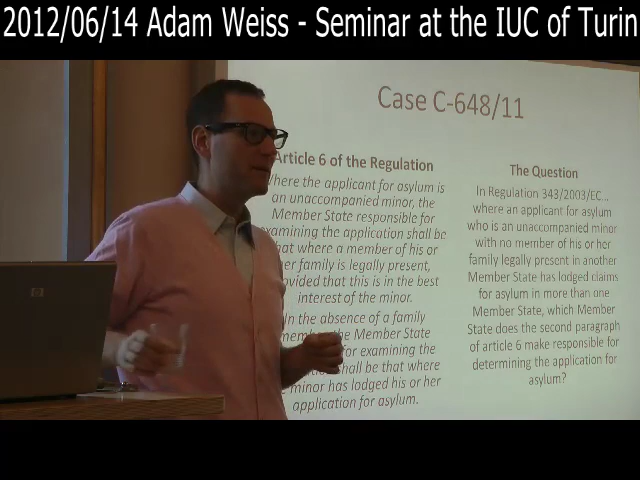 2012/06/14 Adam Weiss - Seminar at the IUC of Turin
Case C-648/11
Article 6 of the Regulation
here the applicant for asylum is
an unaccompanied minor, the
Member State responsible for
examining the application shall be
hat where a member of his or
her family is legally present,
ovided that this is in the best
interest of the minor.
In the absence of a family
the Member State
for examining the
shall be that where
minor has lodged his or her
application for asylum.
The Question
In Regulation 343/2003/EC...
where an applicant for asylum
who is an unaccompanied minor
with no member of his or her
family legally present in another
Member State has lodged claims
for asylum in more than one
Member State, which Member
State does the second paragraph
of article 6 make responsible for
determining the application for
asylum?
hp